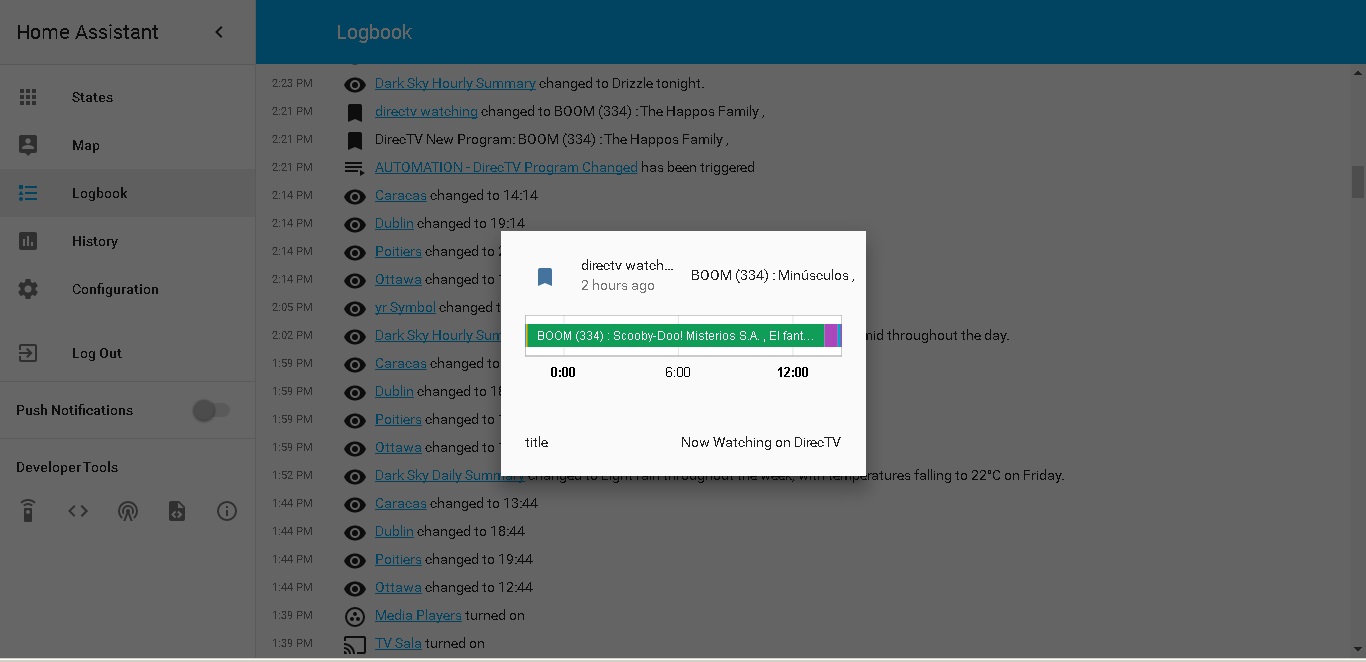 Home Assistant
Logbook
States
Map
Logbook
History
Configuration
Log Out
Push Notifications
Developer Tools
2:23 PM Dark Sky Hourly Summary changed to Drizzle tonight.
2:21 PM directv watching changed to BOOM (334) : The Happos Family ,
2:21 PM DirecTV New Program: BOOM (334) : The Happos Family ,
2:21 PM AUTOMATION - DirecTV Program Changed has been triggered
2:14 PM Caracas changed to 14:14
2:14 PM Dublin changed to 19:14
2:14 PM Poitiers changed to
2:14 PM Ottawa changed to
2:05 PM yr Symbol changed
2:02 PM Dark Sky Hourly Sum mid throughout the day.
1:59 PM Caracas changed to
1:59 PM Dublin changed to
1:59 PM Poitiers changed to
1:59 PM Ottawa changed to
1:52 PM Dark Sky Daily Summary changed to Light rain throughout the week, with temperatures falling to 22°C on Friday.
1:44 PM Caracas changed to 13:44
1:44 PM Dublin changed to 18:44
1:44 PM Poitiers changed to 19:44
1:44 PM Ottawa changed to 12:44
1:39 PM Media Players turned on
1:39 PM TV Sala turned on
directv watch...
2 hours ago
BOOM (334) : Minúsculos ,
BOOM (334) : Scooby-Doo! Misterios S.A. , El fant...
0:00 6:00 12:00
title Now Watching on DirecTV